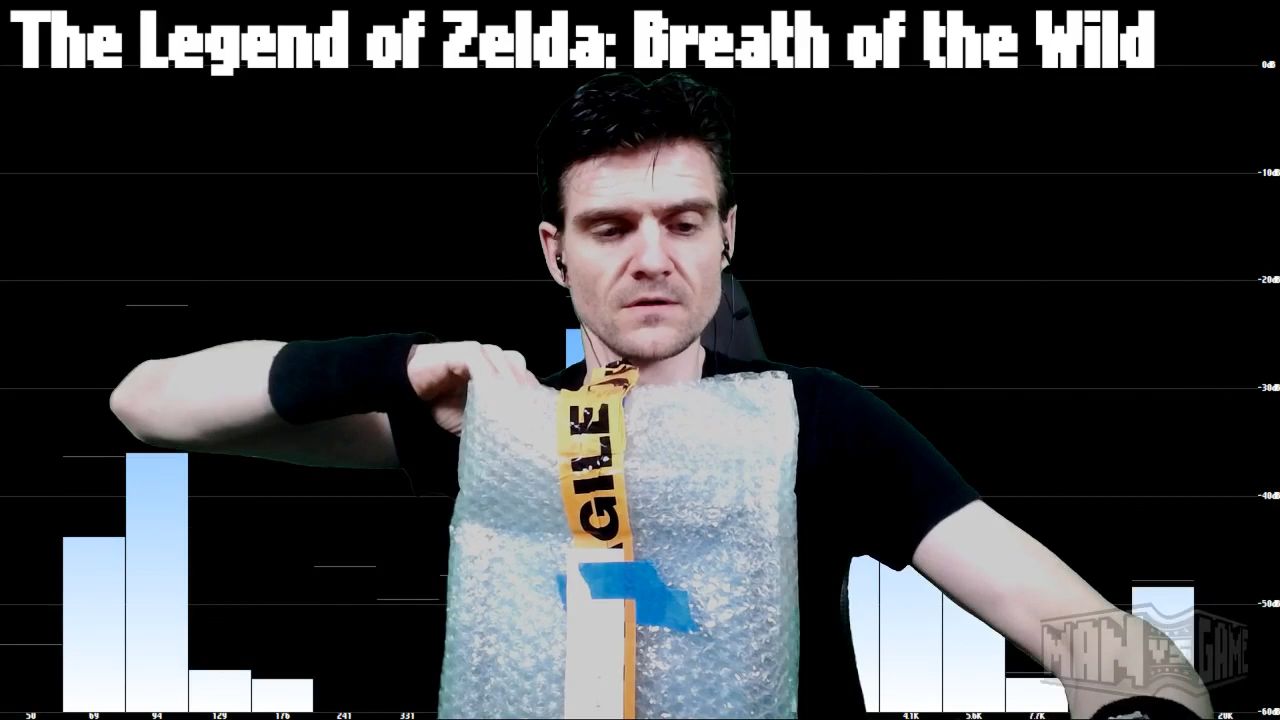 The Legend of Zelda: Breath of the Wild
0dB
-10dB
-20dB
-30dB
GILE
-40dB
-50dB
MAN VS GAME
-60dB
50 69 94 129 176 241 331 4.1K 5.6K 7.7K 20K